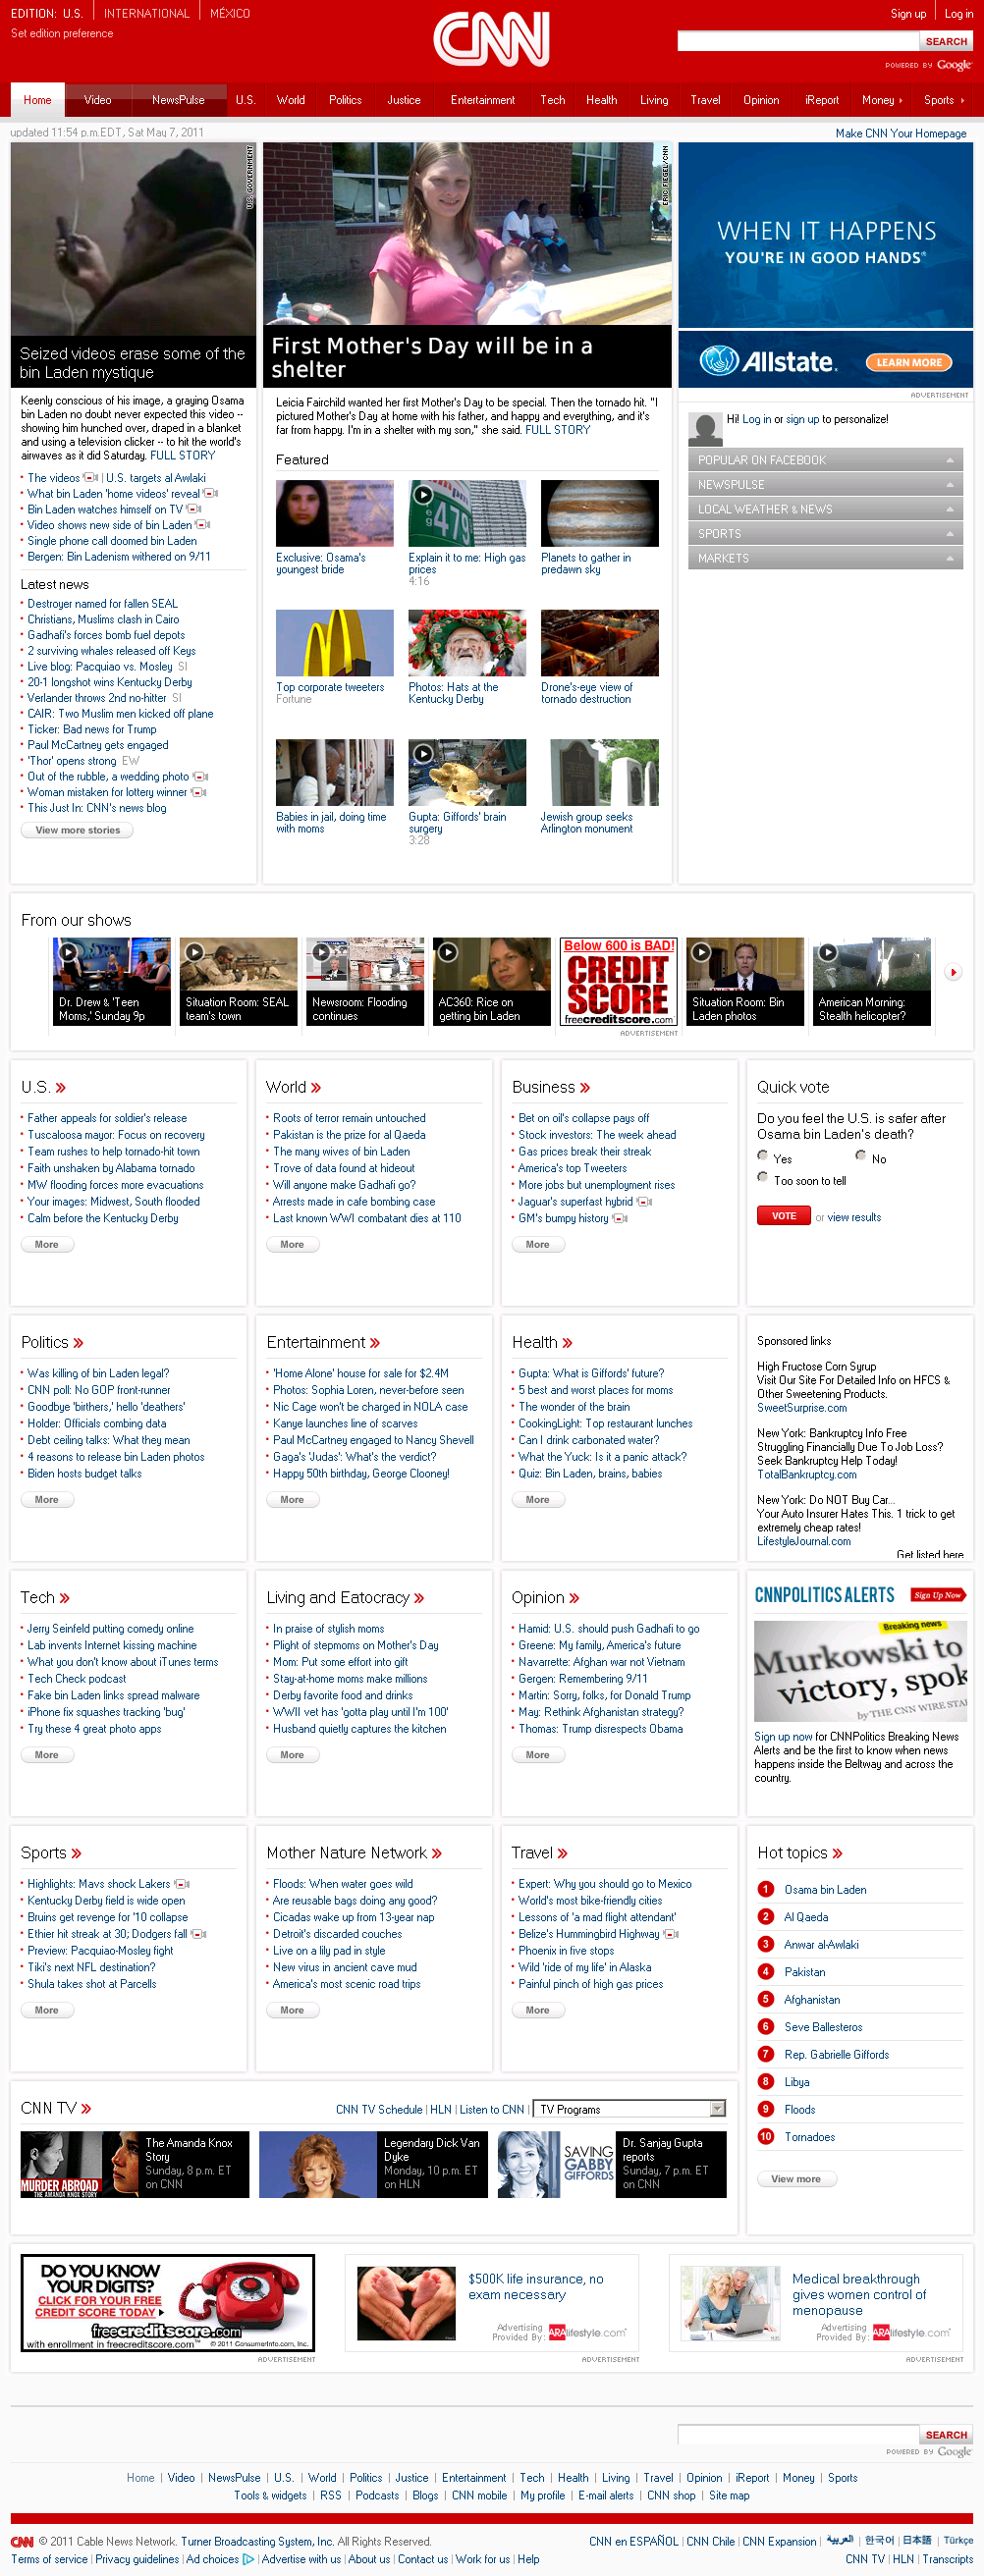 EDITION: U.S. INTERNATIONAL MÉXICO
Set edition preference
CNN
Sign up Log in
SEARCH
POWERED BY Google
Home Video NewsPulse U.S. World Politics Justice Entertainment Tech Health Living Travel Opinion iReport Money Sports
updated 11:54 p.m.EDT, Sat May 7, 2011
Make CNN Your Homepage
U.S. GOVERNMENT
Seized videos erase some of the
bin Laden mystique
Keenly conscious of his image, a graying Osama
bin Laden no doubt never expected this video --
showing him hunched over, draped in a blanket
and using a television clicker -- to hit the world's
airwaves as it did Saturday. FULL STORY
The videos | U.S. targets al Awlaki
What bin Laden 'home videos' reveal
Bin Laden watches himself on TV
Video shows new side of bin Laden
Single phone call doomed bin Laden
Bergen: Bin Ladenism withered on 9/11
Latest news
Destroyer named for fallen SEAL
Christians, Muslims clash in Cairo
Gadhafi's forces bomb fuel depots
2 surviving whales released off Keys
Live blog: Pacquiao vs. Mosley SI
20-1 longshot wins Kentucky Derby
Verlander throws 2nd no-hitter SI
CAIR: Two Muslim men kicked off plane
Ticker: Bad news for Trump
Paul McCartney gets engaged
'Thor' opens strong EW
Out of the rubble, a wedding photo
Woman mistaken for lottery winner
This Just In: CNN's news blog
View more stories
ERIC FIEGEL/CNN
First Mother's Day will be in a
shelter
Leicia Fairchild wanted her first Mother's Day to be special. Then the tornado hit. "I
pictured Mother's Day at home with his father, and happy and everything, and it's
far from happy. I'm in a shelter with my son," she said. FULL STORY
Featured
Exclusive: Osama's
youngest bride
Explain it to me: High gas
prices
4:16
Planets to gather in
predawn sky
Top corporate tweeters
Fortune
Photos: Hats at the
Kentucky Derby
Drone's-eye view of
tornado destruction
Babies in jail, doing time
with moms
Gupta: Giffords' brain
surgery
3:28
Jewish group seeks
Arlington monument
WHEN IT HAPPENS
YOU'RE IN GOOD HANDS®
Allstate. LEARN MORE
ADVERTISEMENT
Hi! Log in or sign up to personalize!
POPULAR ON FACEBOOK
NEWSPULSE
LOCAL WEATHER & NEWS
SPORTS
MARKETS
From our shows
Dr. Drew & 'Teen
Moms,' Sunday 9p
Situation Room: SEAL
team's town
Newsroom: Flooding
continues
AC360: Rice on
getting bin Laden
Below 600 is BAD!
CREDIT
SCORE
freecreditscore.com
ADVERTISEMENT
Situation Room: Bin
Laden photos
American Morning:
Stealth helicopter?
U.S.
Father appeals for soldier's release
Tuscaloosa mayor: Focus on recovery
Team rushes to help tornado-hit town
Faith unshaken by Alabama tornado
MW flooding forces more evacuations
Your images: Midwest, South flooded
Calm before the Kentucky Derby
More
World
Roots of terror remain untouched
Pakistan is the prize for al Qaeda
The many wives of bin Laden
Trove of data found at hideout
Will anyone make Gadhafi go?
Arrests made in cafe bombing case
Last known WWI combatant dies at 110
More
Business
Bet on oil's collapse pays off
Stock investors: The week ahead
Gas prices break their streak
America's top Tweeters
More jobs but unemployment rises
Jaguar's superfast hybrid
GM's bumpy history
More
Quick vote
Do you feel the U.S. is safer after
Osama bin Laden's death?
Yes No
Too soon to tell
VOTE or view results
Politics
Was killing of bin Laden legal?
CNN poll: No GOP front-runner
Goodbye 'birthers,' hello 'deathers'
Holder: Officials combing data
Debt ceiling talks: What they mean
4 reasons to release bin Laden photos
Biden hosts budget talks
More
Entertainment
'Home Alone' house for sale for $2.4M
Photos: Sophia Loren, never-before seen
Nic Cage won't be charged in NOLA case
Kanye launches line of scarves
Paul McCartney engaged to Nancy Shevell
Gaga's 'Judas': What's the verdict?
Happy 50th birthday, George Clooney!
More
Health
Gupta: What is Giffords' future?
5 best and worst places for moms
The wonder of the brain
CookingLight: Top restaurant lunches
Can I drink carbonated water?
What the Yuck: Is it a panic attack?
Quiz: Bin Laden, brains, babies
More
Sponsored links
High Fructose Corn Syrup
Visit Our Site For Detailed Info on HFCS &
Other Sweetening Products.
SweetSurprise.com
New York: Bankruptcy Info Free
Struggling Financially Due To Job Loss?
Seek Bankruptcy Help Today!
TotalBankruptcy.com
New York: Do NOT Buy Car...
Your Auto Insurer Hates This. 1 trick to get
extremely cheap rates!
LifestyleJournal.com
Get listed here
Tech
Jerry Seinfeld putting comedy online
Lab invents Internet kissing machine
What you don't know about iTunes terms
Tech Check podcast
Fake bin Laden links spread malware
iPhone fix squashes tracking 'bug'
Try these 4 great photo apps
More
Living and Eatocracy
In praise of stylish moms
Plight of stepmoms on Mother's Day
Mom: Put some effort into gift
Stay-at-home moms make millions
Derby favorite food and drinks
WWII vet has 'gotta play until I'm 100'
Husband quietly captures the kitchen
More
Opinion
Hamid: U.S. should push Gadhafi to go
Greene: My family, America's future
Navarrette: Afghan war not Vietnam
Gergen: Remembering 9/11
Martin: Sorry, folks, for Donald Trump
May: Rethink Afghanistan strategy?
Thomas: Trump disrespects Obama
More
CNNPOLITICS ALERTS Sign Up Now
Breaking news
Murkowski to
victory, spok
by THE CNN WIRE STA
Sign up now for CNNPolitics Breaking News
Alerts and be the first to know when news
happens inside the Beltway and across the
country.
Sports
Highlights: Mavs shock Lakers
Kentucky Derby field is wide open
Bruins get revenge for '10 collapse
Ethier hit streak at 30; Dodgers fall
Preview: Pacquiao-Mosley fight
Tiki's next NFL destination?
Shula takes shot at Parcells
More
Mother Nature Network
Floods: When water goes wild
Are reusable bags doing any good?
Cicadas wake up from 13-year nap
Detroit's discarded couches
Live on a lily pad in style
New virus in ancient cave mud
America's most scenic road trips
More
Travel
Expert: Why you should go to Mexico
World's most bike-friendly cities
Lessons of 'a mad flight attendant'
Belize's Hummingbird Highway
Phoenix in five stops
Wild 'ride of my life' in Alaska
Painful pinch of high gas prices
More
Hot topics
1 Osama bin Laden
2 Al Qaeda
3 Anwar al-Awlaki
4 Pakistan
5 Afghanistan
6 Seve Ballesteros
7 Rep. Gabrielle Giffords
8 Libya
9 Floods
10 Tornadoes
View more
CNN TV
CNN TV Schedule | HLN | Listen to CNN | TV Programs
MURDER ABROAD
THE AMANDA KNOX STORY
The Amanda Knox
Story
Sunday, 8 p.m. ET
on CNN
Legendary Dick Van
Dyke
Monday, 10 p.m. ET
on HLN
SAVING
GABBY
GIFFORDS
Dr. Sanjay Gupta
reports
Sunday, 7 p.m. ET
on CNN
DO YOU KNOW
YOUR DIGITS?
CLICK FOR YOUR FREE
CREDIT SCORE TODAY
freecreditscore.com
with enrollment in freecreditscore.com™ © 2011 ConsumerInfo.com, Inc.
ADVERTISEMENT
$500K life insurance, no
exam necessary
Advertising
Provided By: ARAlifestyle.com
ADVERTISEMENT
Medical breakthrough
gives women control of
menopause
Advertising
Provided By: ARAlifestyle.com
ADVERTISEMENT
SEARCH
POWERED BY Google
Home | Video | NewsPulse | U.S. | World | Politics | Justice | Entertainment | Tech | Health | Living | Travel | Opinion | iReport | Money | Sports
Tools & widgets | RSS | Podcasts | Blogs | CNN mobile | My profile | E-mail alerts | CNN shop | Site map
CNN © 2011 Cable News Network. Turner Broadcasting System, Inc. All Rights Reserved.
Terms of service | Privacy guidelines | Ad choices | Advertise with us | About us | Contact us | Work for us | Help
CNN en ESPAÑOL | CNN Chile | CNN Expansion | العربية | 한국어 | 日本語 | Türkçe
CNN TV | HLN | Transcripts